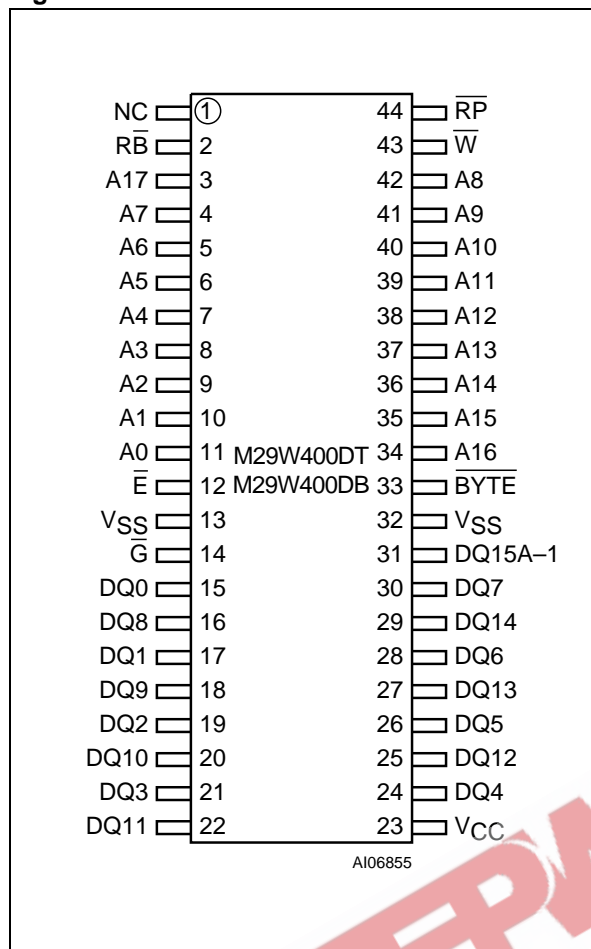 NC 1 44 R̅P̅
RB̅ 2 43 W̅
A17 3 42 A8
A7 4 41 A9
A6 5 40 A10
A5 6 39 A11
A4 7 38 A12
A3 8 37 A13
A2 9 36 A14
A1 10 35 A15
A0 11 M29W400DT 34 A16
E̅ 12 M29W400DB 33 B̅Y̅T̅E̅
VSS 13 32 VSS
G̅ 14 31 DQ15A–1
DQ0 15 30 DQ7
DQ8 16 29 DQ14
DQ1 17 28 DQ6
DQ9 18 27 DQ13
DQ2 19 26 DQ5
DQ10 20 25 DQ12
DQ3 21 24 DQ4
DQ11 22 23 VCC
AI06855